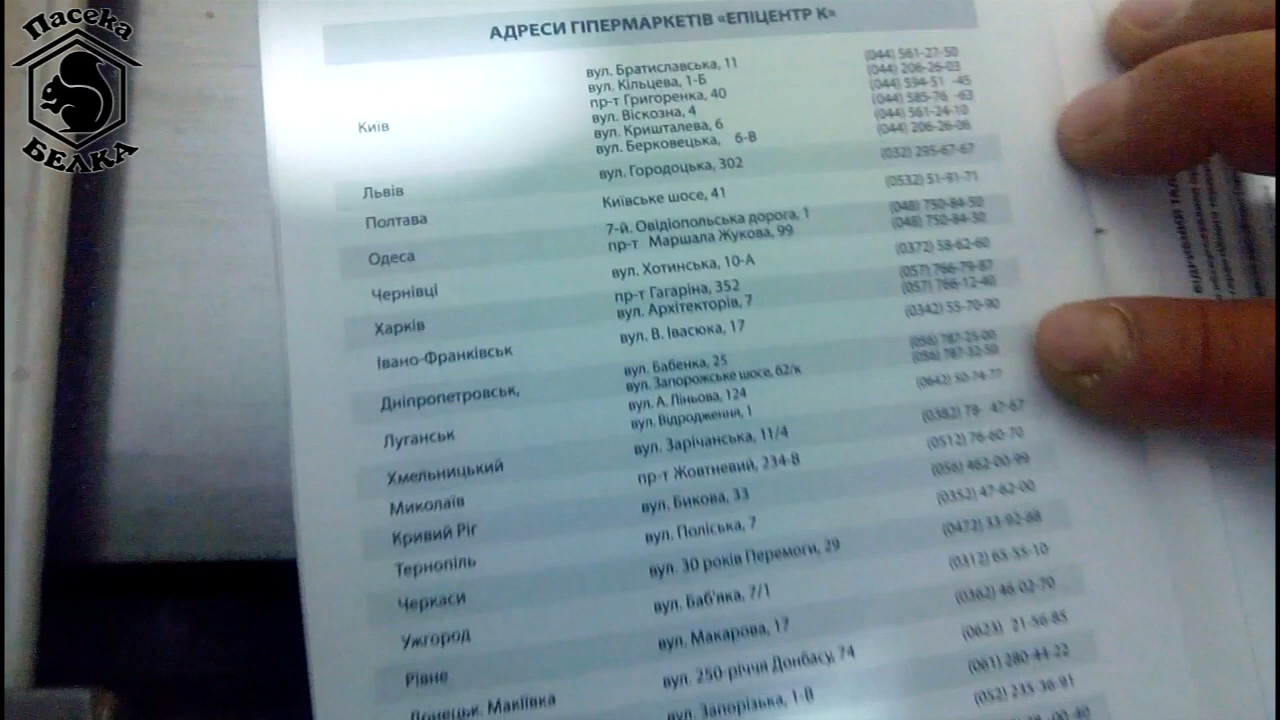 Пасека
БЕЛКА
АДРЕСИ ГІПЕРМАРКЕТІВ «ЕПІЦЕНТР К»
Київ
вул. Братиславська, 11 (044) 561-27-50
вул. Кільцева, 1-Б (044) 206-26-03
пр-т Григоренка, 40 (044) 594-51 -45
вул. Віскозна, 4 (044) 585-76 -63
вул. Кришталева, 6 (044) 561-24-10
вул. Берковецька, 6-В (044) 206-26-06
Львів вул. Городоцька, 302 (032) 295-67-67
Полтава Київське шосе, 41 (0532) 51-91-71
Одеса
7-й. Овідіопольська дорога, 1 (048) 750-84-50
пр-т Маршала Жукова, 99 (048) 750-84-30
Чернівці вул. Хотинська, 10-А (0372) 58-62-60
Харків
пр-т Гагаріна, 352 (057) 766-79-87
вул. Архітекторів, 7 (057) 766-12-40
Івано-Франківськ вул. В. Івасюка, 17 (0342) 55-70-90
Дніпропетровськ,
вул. Бабенка, 25 (056) 787-25-00
вул. Запорожське шосе, 62/к (056) 787-32-50
вул. А. Ліньова, 124
Луганськ вул. Відродження, 1 (0642) 50-74-77
Хмельницький вул. Зарічанська, 11/4 (0382) 78- 47-67
Миколаїв пр-т Жовтневий, 234-В (0512) 76-60-70
Кривий Ріг вул. Бикова, 33 (056) 462-00-99
Тернопіль вул. Поліська, 7 (0352) 47-62-00
Черкаси вул. 30 років Перемоги, 29 (0472) 33-92-88
Ужгород вул. Баб'яка, 7/1 (0312) 65-55-10
Рівне вул. Макарова, 17 (0362) 46-02-70
Донецьк. Макіївка вул. 250-річчя Донбасу, 74 (0623) 21-56-85
вул. Запорізька, 1-В (061) 280-44-22
(052) 235-36-91